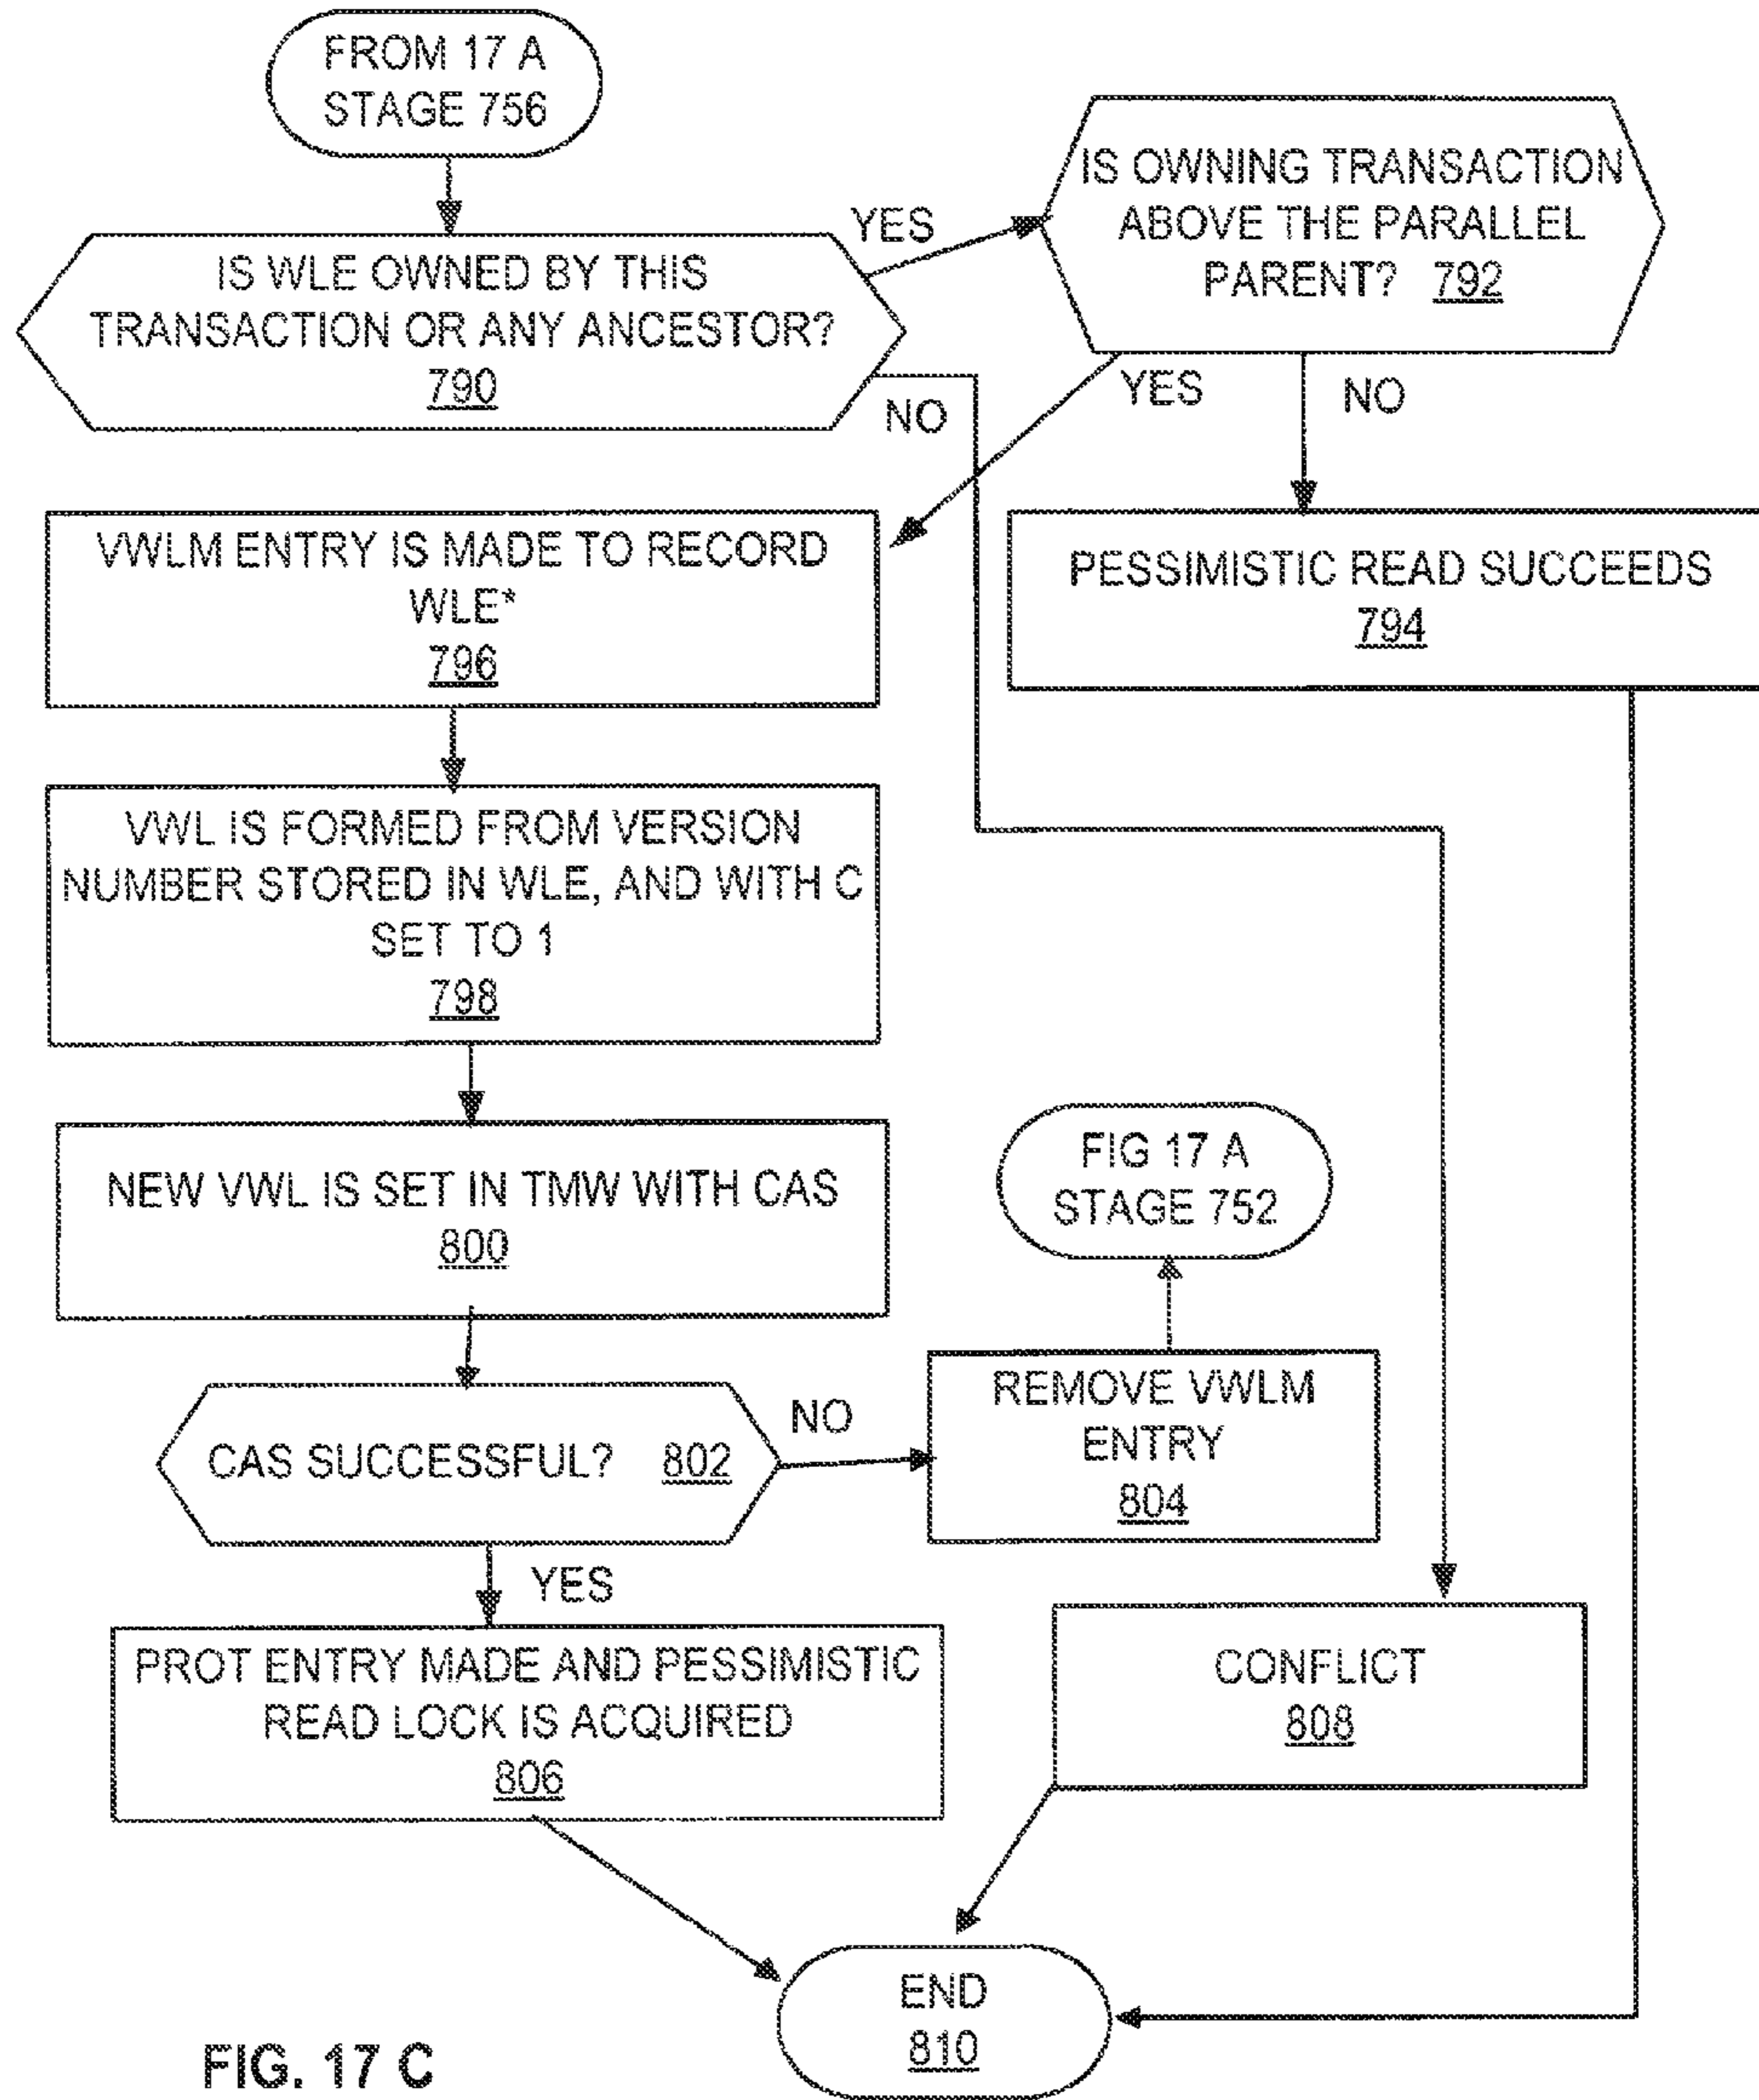 FROM 17 A
STAGE 756
IS WLE OWNED BY THIS
TRANSACTION OR ANY ANCESTOR?
790
YES
NO
IS OWNING TRANSACTION
ABOVE THE PARALLEL
PARENT? 792
YES
NO
PESSIMISTIC READ SUCCEEDS
794
VWLM ENTRY IS MADE TO RECORD
WLE*
796
VWL IS FORMED FROM VERSION
NUMBER STORED IN WLE, AND WITH C
SET TO 1
798
NEW VWL IS SET IN TMW WITH CAS
800
FIG 17 A
STAGE 752
CAS SUCCESSFUL? 802
NO
REMOVE VWLM
ENTRY
804
YES
PROT ENTRY MADE AND PESSIMISTIC
READ LOCK IS ACQUIRED
806
CONFLICT
808
END
810
FIG. 17 C